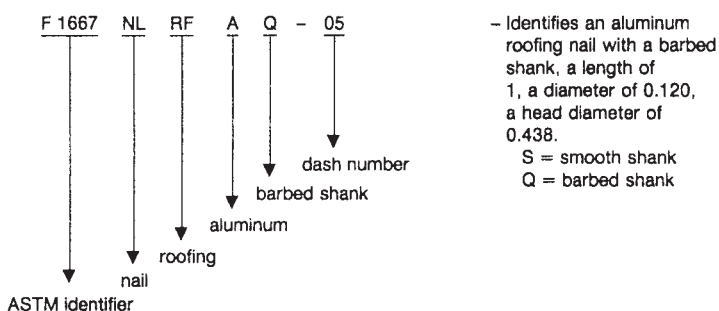 F 1667 NL RF A Q – 05
dash number
barbed shank
aluminum
roofing
nail
ASTM identifier
– Identifies an aluminum
roofing nail with a barbed
shank, a length of
1, a diameter of 0.120,
a head diameter of
0.438.
S = smooth shank
Q = barbed shank